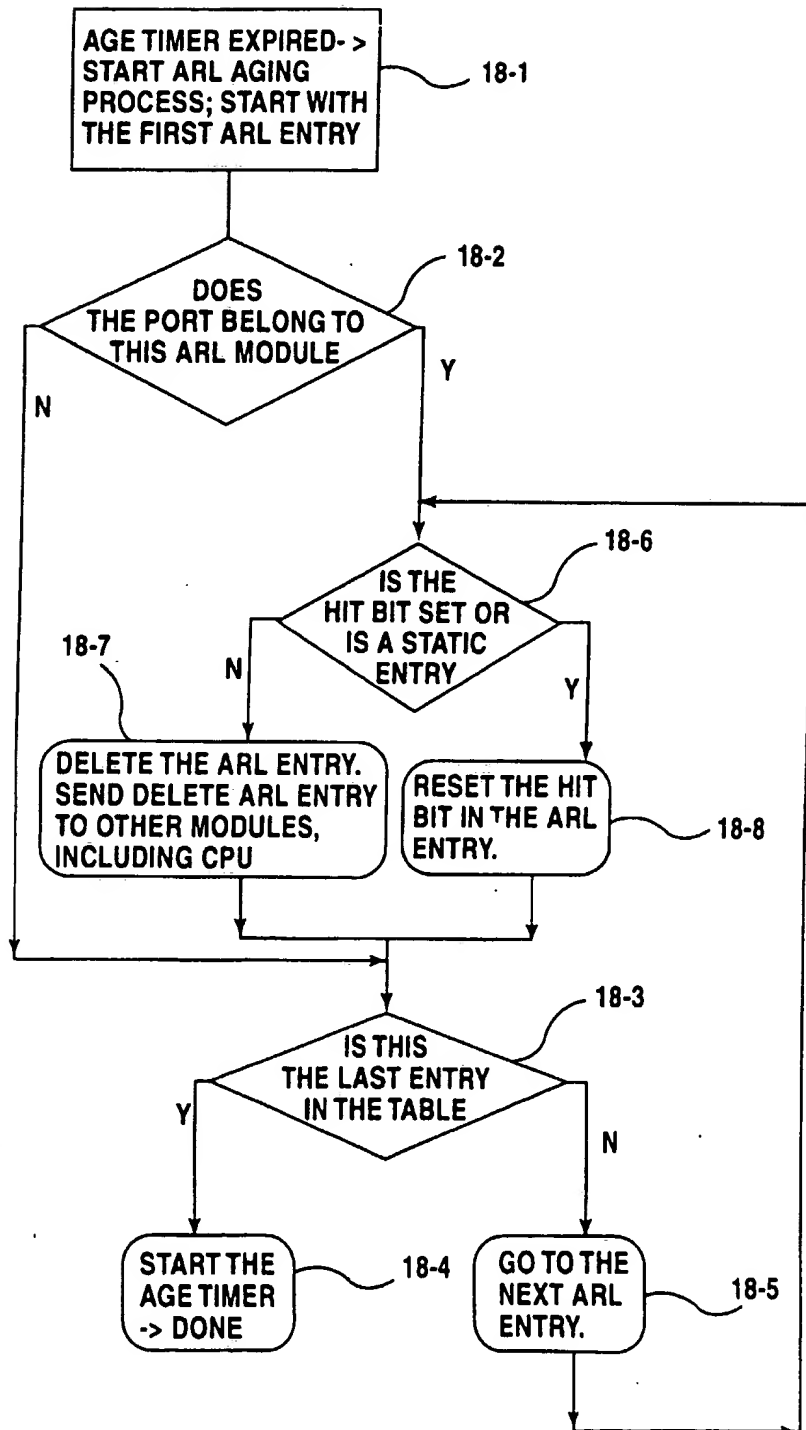 AGE TIMER EXPIRED- >
START ARL AGING
PROCESS; START WITH
THE FIRST ARL ENTRY
18-1
DOES
THE PORT BELONG TO
THIS ARL MODULE
18-2
N
Y
IS THE
HIT BIT SET OR
IS A STATIC
ENTRY
18-6
18-7
N
Y
DELETE THE ARL ENTRY.
SEND DELETE ARL ENTRY
TO OTHER MODULES,
INCLUDING CPU
RESET THE HIT
BIT IN THE ARL
ENTRY.
18-8
IS THIS
THE LAST ENTRY
IN THE TABLE
18-3
Y
N
START THE
AGE TIMER
-> DONE
18-4
GO TO THE
NEXT ARL
ENTRY.
18-5